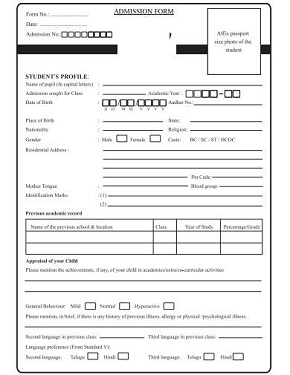 ADMISSION FORM
Form No.: ..............................
Date: ....................................
Admission No.
Affix passport
size photo of the
student
STUDENT'S PROFILE:
Name of pupil (In capital letters) :
Admission sought for Class : Academic Year :
Date of Birth : D D M M Y Y Y Y Aadhar No.:
Place of Birth : State:
Nationality : Religion
Gender : Male Female Caste: BC / SC / ST / BCOC
Residential Address :
Pin Code:
Mother Tongue : Blood group:
Identification Marks : (1)
(2)
Previous academic record
Name of the previous school & location Class Year of Study Percentage/Grade
Appraisal of your Child
Please mention the achievements, if any, of your child in academics/extra/co-curricular activities
General Behaviour: Mild Normal Hyperactive
Please mention, in brief, if there is any history of previous illness, allergy or physical /psychological illness .
Second language in previous class: Third language in previous class:
Language preference (From Standard V):
Second language: Telugu Hindi Third language: Telugu Hindi